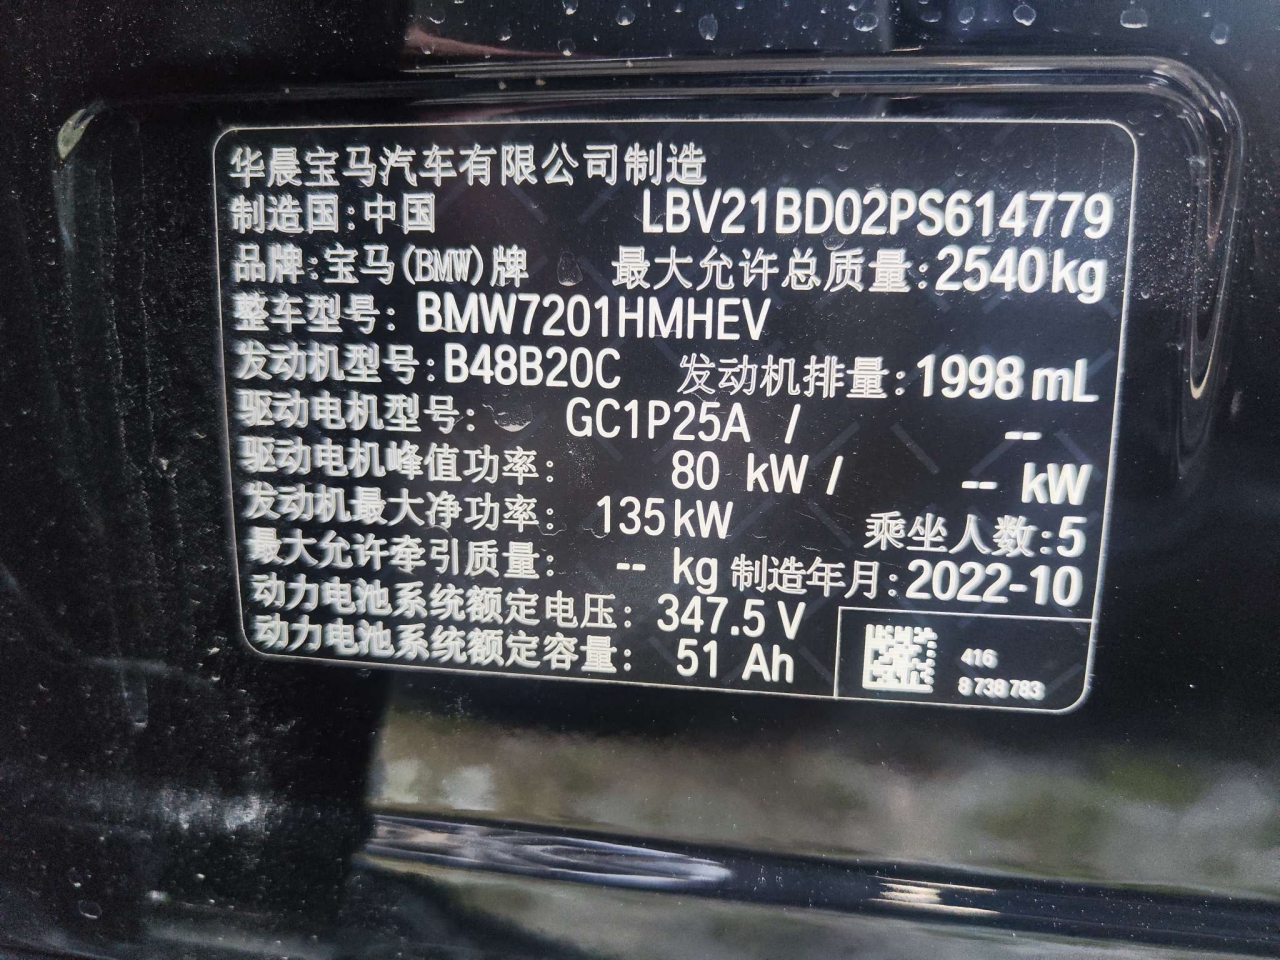 华晨宝马汽车有限公司制造
制造国:中国 LBV21BD02PS614779
品牌:宝马(BMW)牌 最大允许总质量:2540kg
整车型号: BMW7201HMHEV
发动机型号:B48B20C 发动机排量:1998mL
驱动电机型号: GC1P25A / --
驱动电机峰值功率: 80 kW / -- kW
发动机最大净功率: 135kW 乘坐人数:5
最大允许牵引质量: -- kg 制造年月:2022-10
动力电池系统额定电压: 347.5V
动力电池系统额定容量: 51 Ah
416
8738783